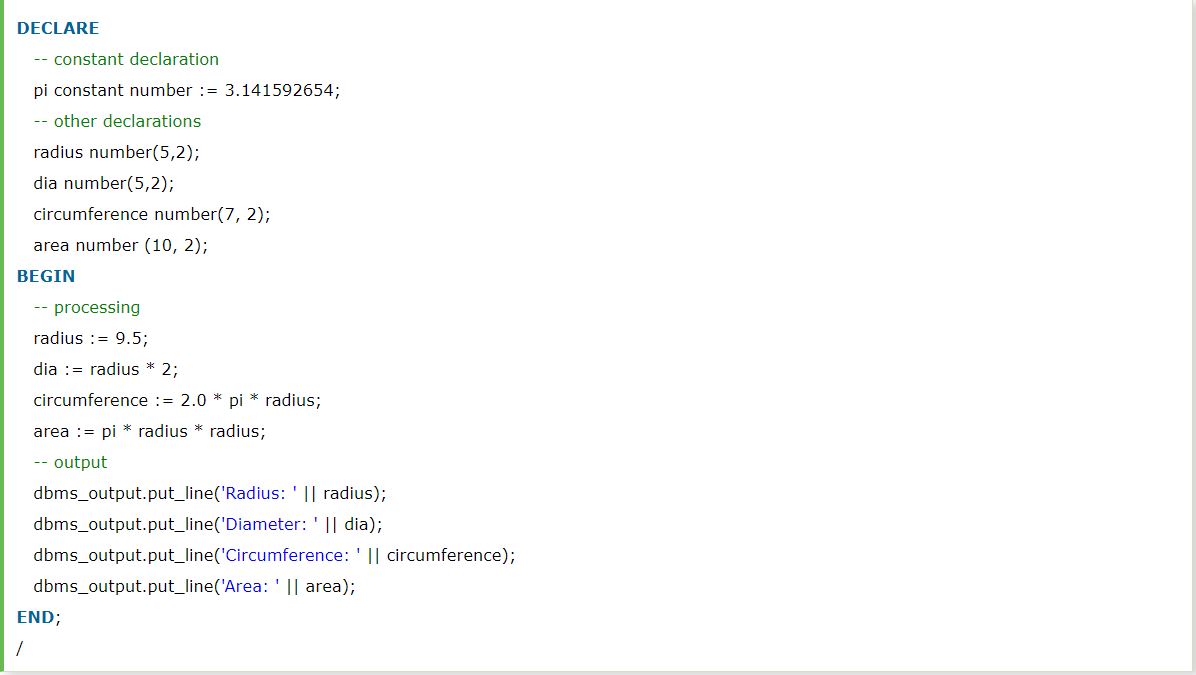 DECLARE
-- constant declaration
pi constant number := 3.141592654;
-- other declarations
radius number(5,2);
dia number(5,2);
circumference number(7, 2);
area number (10, 2);
BEGIN
-- processing
radius := 9.5;
dia := radius * 2;
circumference := 2.0 * pi * radius;
area := pi * radius * radius;
-- output
dbms_output.put_line('Radius: ' || radius);
dbms_output.put_line('Diameter: ' || dia);
dbms_output.put_line('Circumference: ' || circumference);
dbms_output.put_line('Area: ' || area);
END;
/